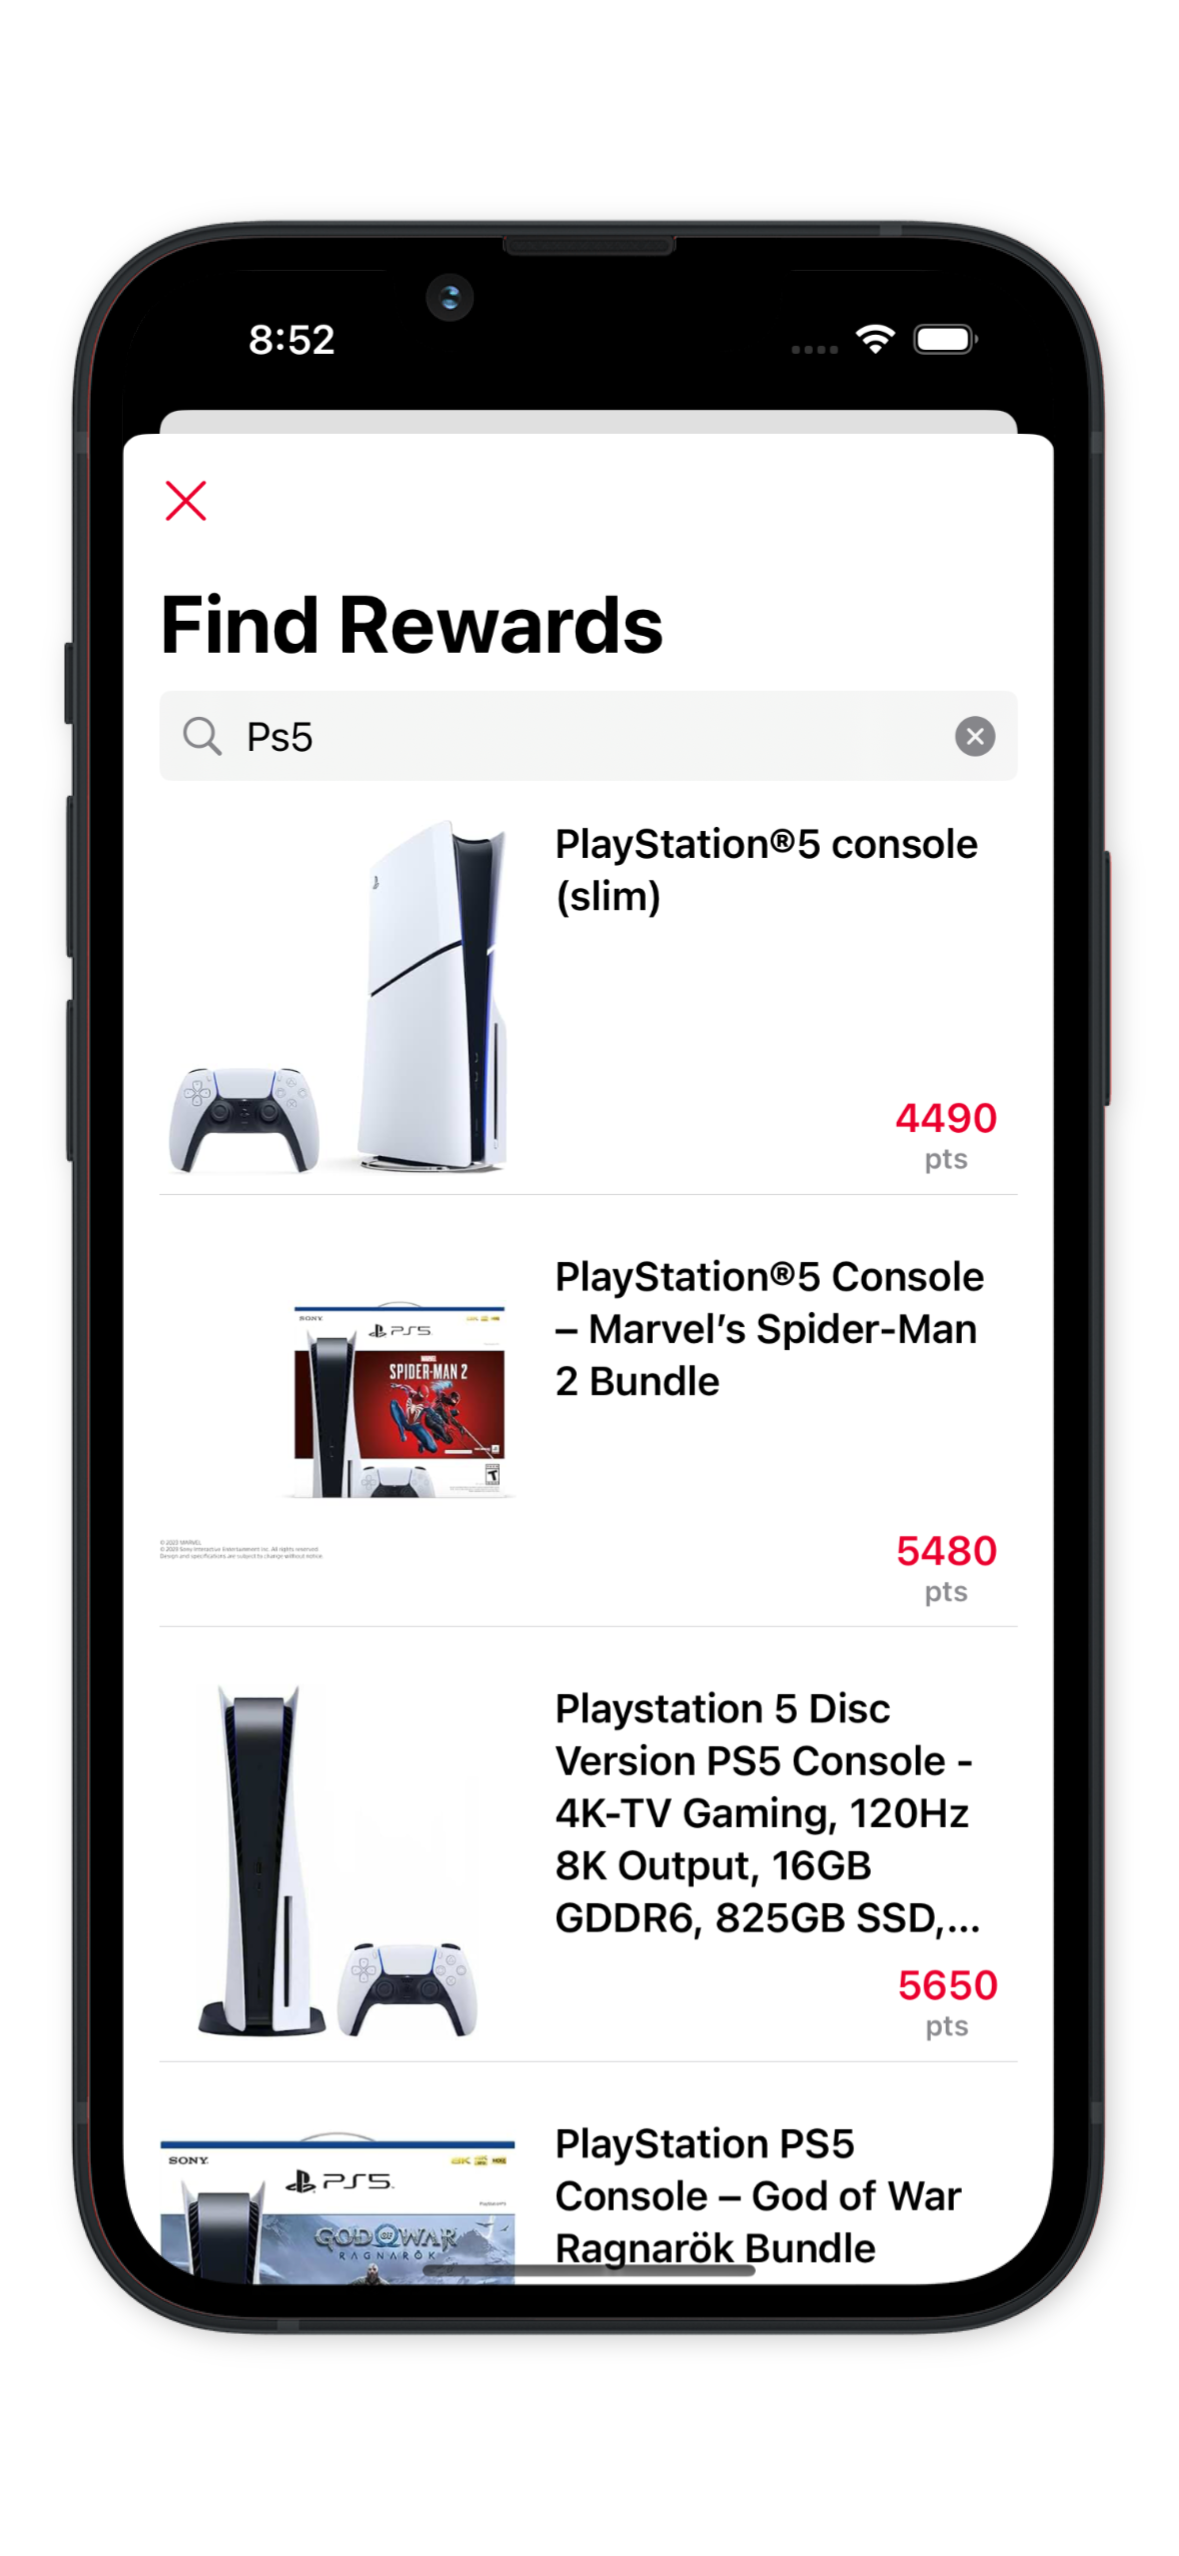 8:52
Find Rewards
Ps5
PlayStation®5 console
(slim)
4490
pts
SONY
PS5
MARVEL
SPIDER-MAN 2
PlayStation®5 Console
– Marvel’s Spider-Man
2 Bundle
© 2023 MARVEL
5480
pts
Playstation 5 Disc
Version PS5 Console -
4K-TV Gaming, 120Hz
8K Output, 16GB
GDDR6, 825GB SSD,...
5650
pts
SONY
PS5
GOD OF WAR
RAGNARÖK
PlayStation PS5
Console – God of War
Ragnarök Bundle